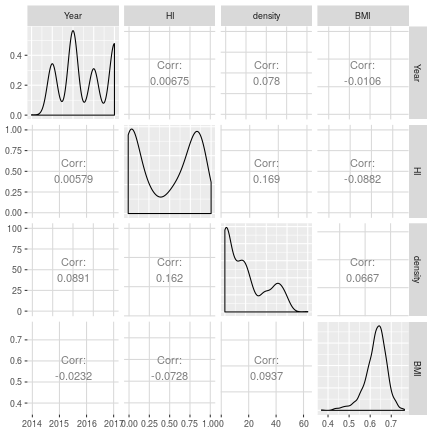 Year HI density BMI
0.4
0.2
0.0
Corr:
0.00675
Corr:
0.078
Corr:
-0.0106
Year
1.00
0.75
0.50
0.25
0.00
Corr:
0.00579
Corr:
0.169
Corr:
-0.0882
HI
100
75
50
25
0
Corr:
0.0891
Corr:
0.162
Corr:
0.0667
density
0.7
0.6
0.5
0.4
Corr:
-0.0232
Corr:
-0.0728
Corr:
0.0937
BMI
2014 2015 2016 2017 0.00 0.25 0.50 0.75 1.00 0 20 40 60 0.4 0.5 0.6 0.7